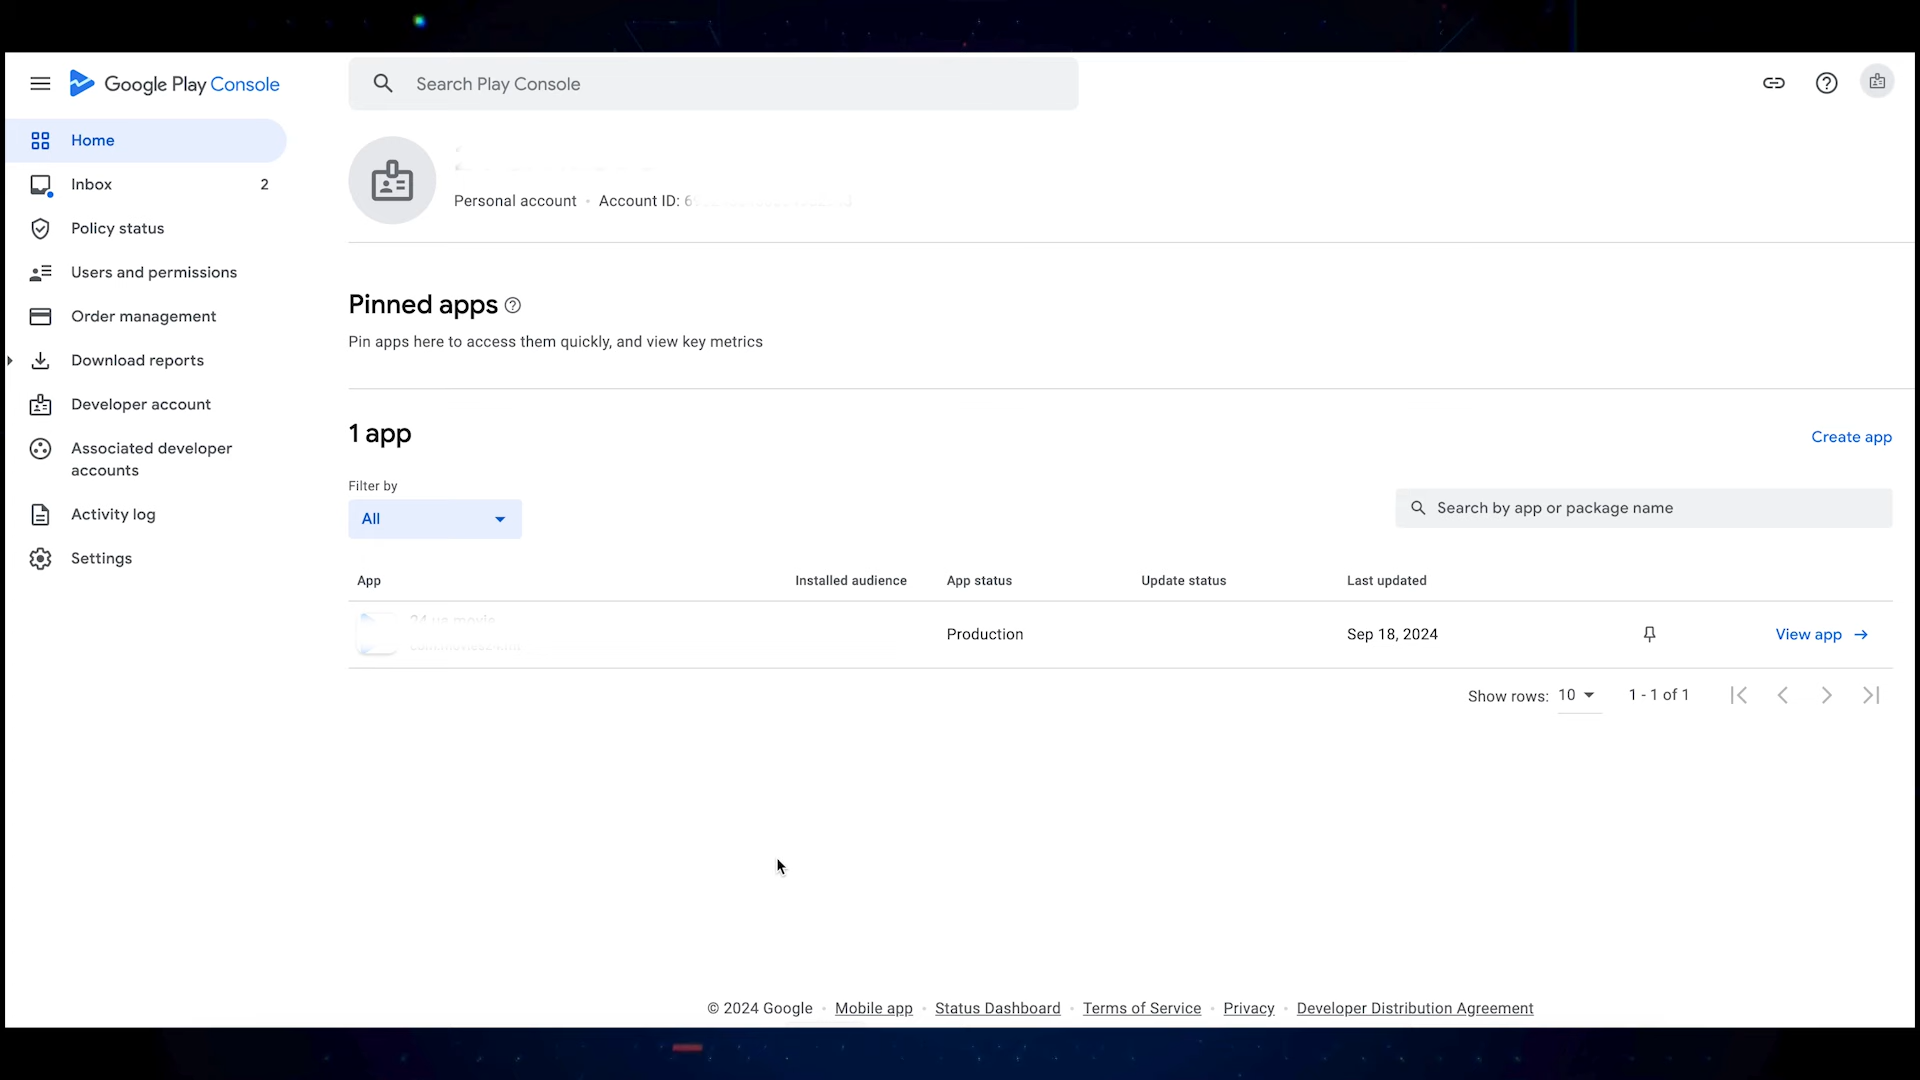 Google Play Console
Search Play Console
Home
Inbox 2
Policy status
Users and permissions
Order management
Download reports
Developer account
Associated developer
accounts
Activity log
Settings
Personal account • Account ID: 6
Pinned apps
Pin apps here to access them quickly, and view key metrics
1 app
Create app
Filter by
All
Search by app or package name
App Installed audience App status Update status Last updated
Production Sep 18, 2024 View app
Show rows: 10 1 - 1 of 1
© 2024 Google • Mobile app • Status Dashboard • Terms of Service • Privacy • Developer Distribution Agreement